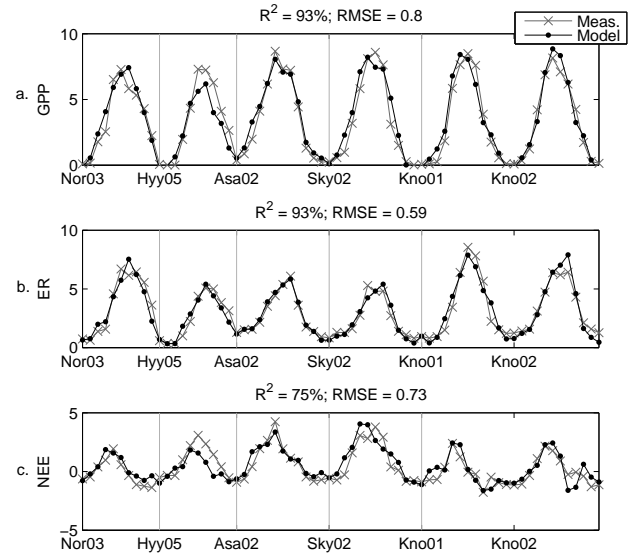 R² = 93%; RMSE = 0.8
Meas.
Model
a.
GPP
10
5
0
Nor03 Hyy05 Asa02 Sky02 Kno01 Kno02
R² = 93%; RMSE = 0.59
b.
ER
10
5
0
Nor03 Hyy05 Asa02 Sky02 Kno01 Kno02
R² = 75%; RMSE = 0.73
c.
NEE
5
0
−5
Nor03 Hyy05 Asa02 Sky02 Kno01 Kno02